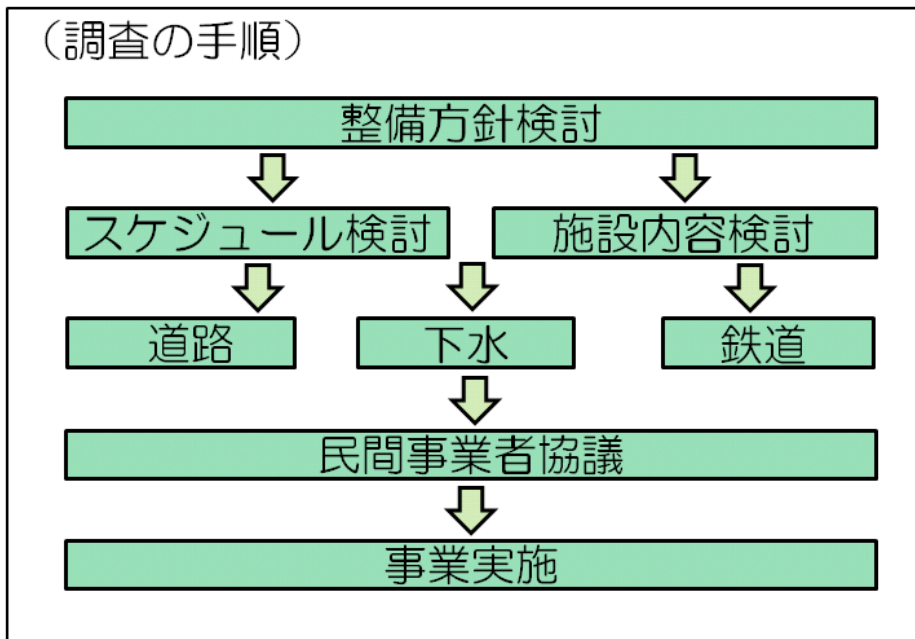 （調査の手順）
整備方針検討
スケジュール検討
施設内容検討
道路
下水
鉄道
民間事業者協議
事業実施